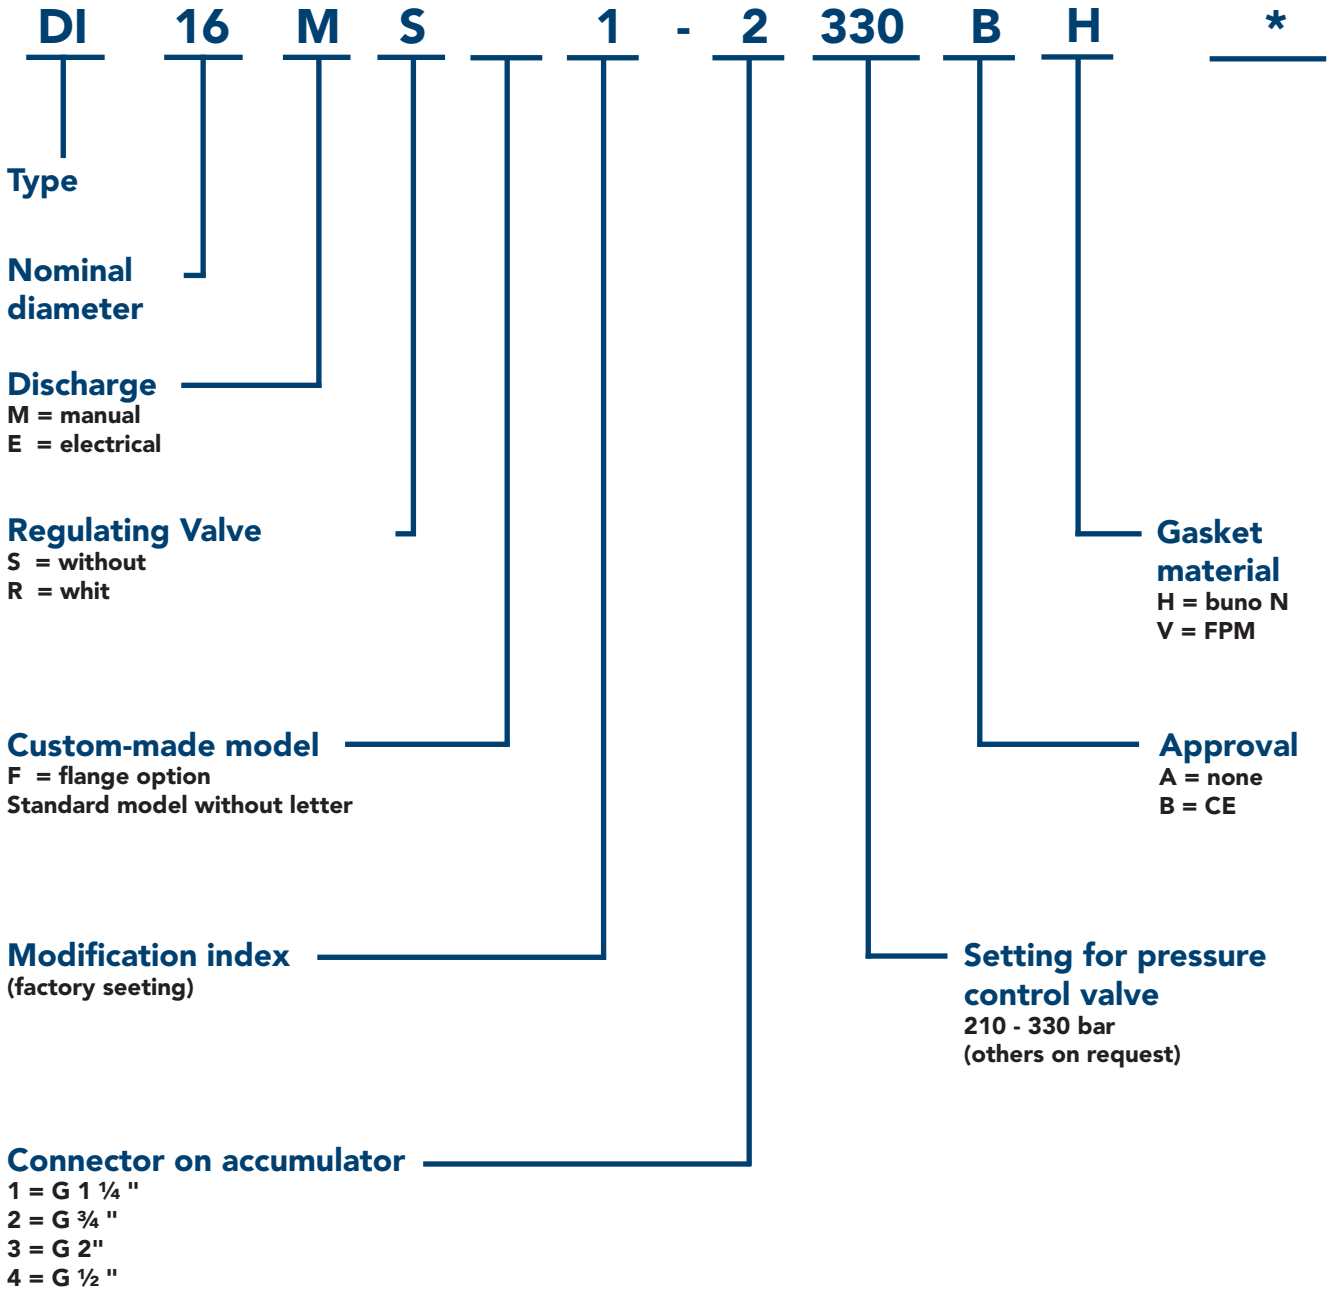 DI 16 M S 1 - 2 330 B H *
Type
Nominal
diameter
Discharge
M = manual
E = electrical
Regulating Valve
S = without
R = whit
Gasket
material
H = buno N
V = FPM
Custom-made model
F = flange option
Standard model without letter
Approval
A = none
B = CE
Modification index
(factory seeting)
Setting for pressure
control valve
210 - 330 bar
(others on request)
Connector on accumulator
1 = G 1 ¼ "
2 = G ¾ "
3 = G 2"
4 = G ½ "